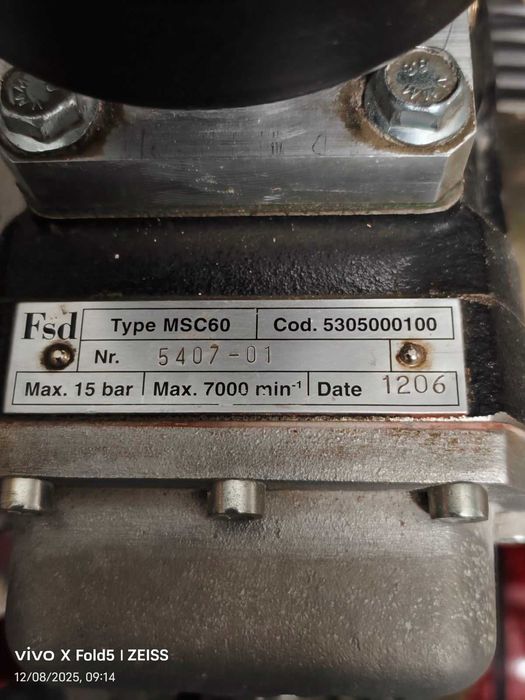 Fsd
Type MSC60
Cod. 5305000100
Nr. 5407-01
Max. 15 bar
Max. 7000 min-1
Date 1206
vivo X Fold5 | ZEISS
12/08/2025, 09:14